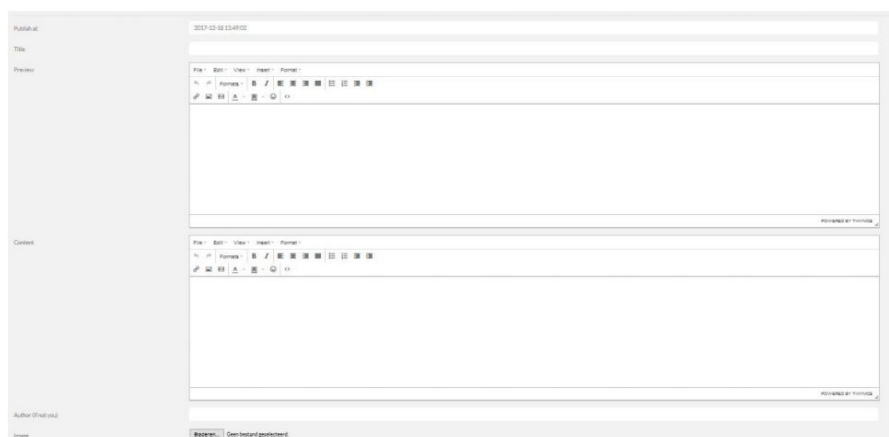 Publish at
2017-12-16 13:49:02
Title
Preview
File Edit View Insert Format
Formats B I
A A
POWERED BY TINYMCE
Content
File Edit View Insert Format
Formats B I
A A
POWERED BY TINYMCE
Author (if not you)
Image
Bladeren... Geen bestand geselecteerd.